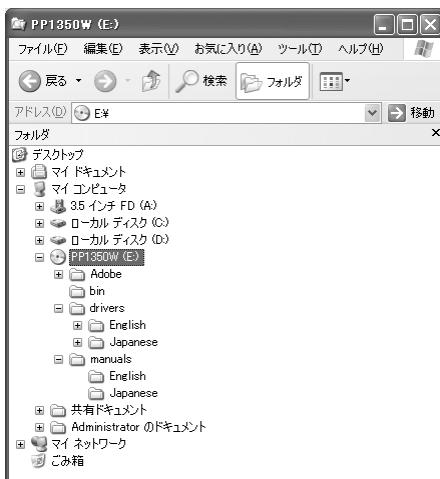 PP1350W (E:)
ファイル(F) 編集(E) 表示(V) お気に入り(A) ツール(T) ヘルプ(H)
戻る 検索 フォルダ
アドレス(D) E:¥ 移動
フォルダ
デスクトップ
マイ ドキュメント
マイ コンピュータ
3.5 インチ FD (A:)
ローカル ディスク (C:)
ローカル ディスク (D:)
PP1350W (E:)
Adobe
bin
drivers
English
Japanese
manuals
English
Japanese
共有ドキュメント
Administrator のドキュメント
マイ ネットワーク
ごみ箱